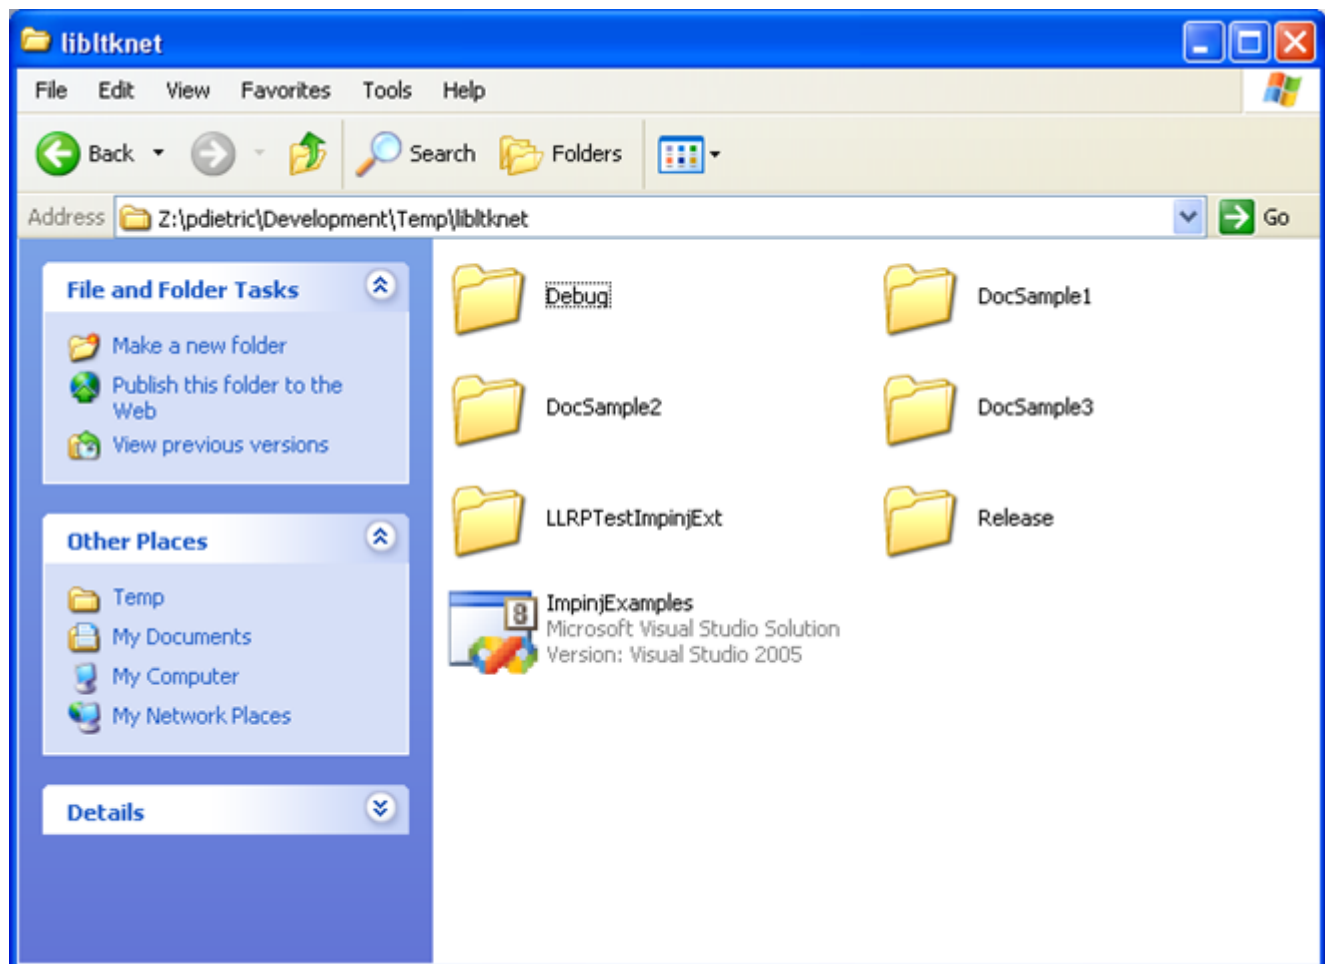 libltknet
File Edit View Favorites Tools Help
Back Search Folders
Address Z:\pdietric\Development\Temp\libltknet Go
File and Folder Tasks
Make a new folder
Publish this folder to the
Web
View previous versions
Other Places
Temp
My Documents
My Computer
My Network Places
Details
Debug DocSample1
DocSample2 DocSample3
LLRPTestImpinjExt Release
8
ImpinjExamples
Microsoft Visual Studio Solution
Version: Visual Studio 2005